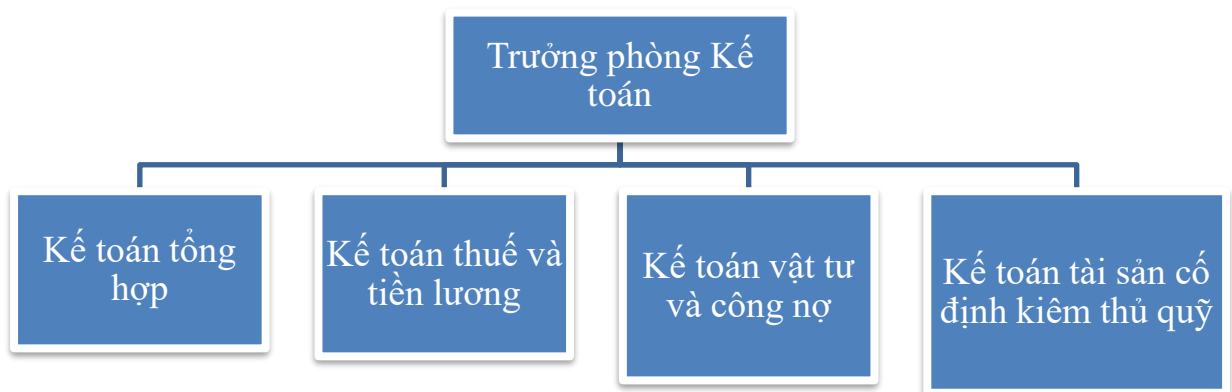 Trưởng phòng Kế
toán
Kế toán tổng
hợp
Kế toán thuế và
tiền lương
Kế toán vật tư
và công nợ
Kế toán tài sản cố
định kiêm thủ quỹ